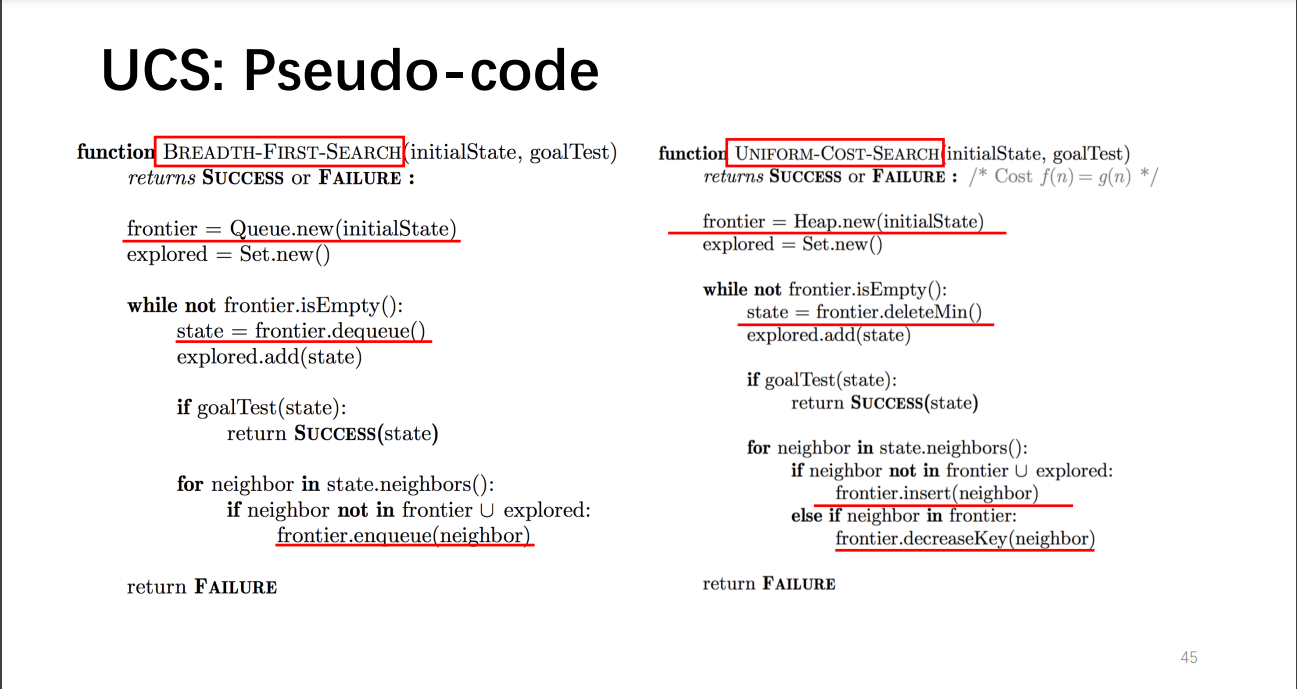 UCS: Pseudo-code
function BREADTH-FIRST-SEARCH(initialState, goalTest)
returns SUCCESS or FAILURE :
frontier = Queue.new(initialState)
explored = Set.new()
while not frontier.isEmpty():
state = frontier.dequeue()
explored.add(state)
if goalTest(state):
return SUCCESS(state)
for neighbor in state.neighbors():
if neighbor not in frontier ∪ explored:
frontier.enqueue(neighbor)
return FAILURE
function UNIFORM-COST-SEARCH(initialState, goalTest)
returns SUCCESS or FAILURE : /* Cost f(n) = g(n) */
frontier = Heap.new(initialState)
explored = Set.new()
while not frontier.isEmpty():
state = frontier.deleteMin()
explored.add(state)
if goalTest(state):
return SUCCESS(state)
for neighbor in state.neighbors():
if neighbor not in frontier ∪ explored:
frontier.insert(neighbor)
else if neighbor in frontier:
frontier.decreaseKey(neighbor)
return FAILURE
45